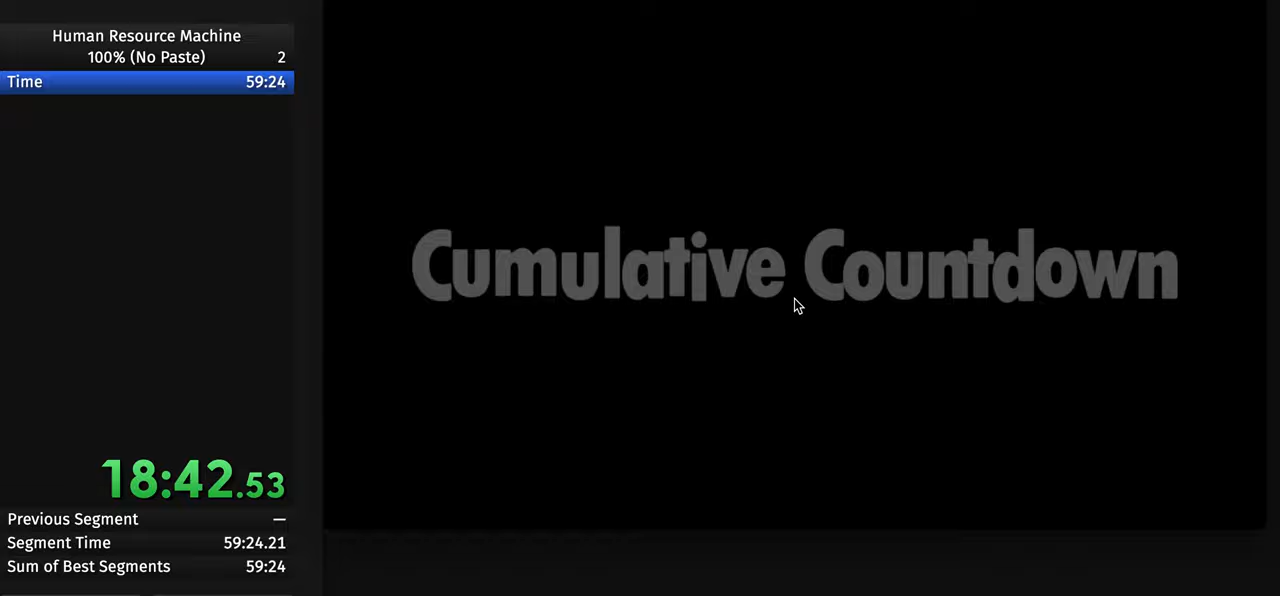 Human Resource Machine
100% (No Paste) 2
Time 59:24
Cumulative Countdown
18:42.53
Previous Segment —
Segment Time 59:24.21
Sum of Best Segments 59:24